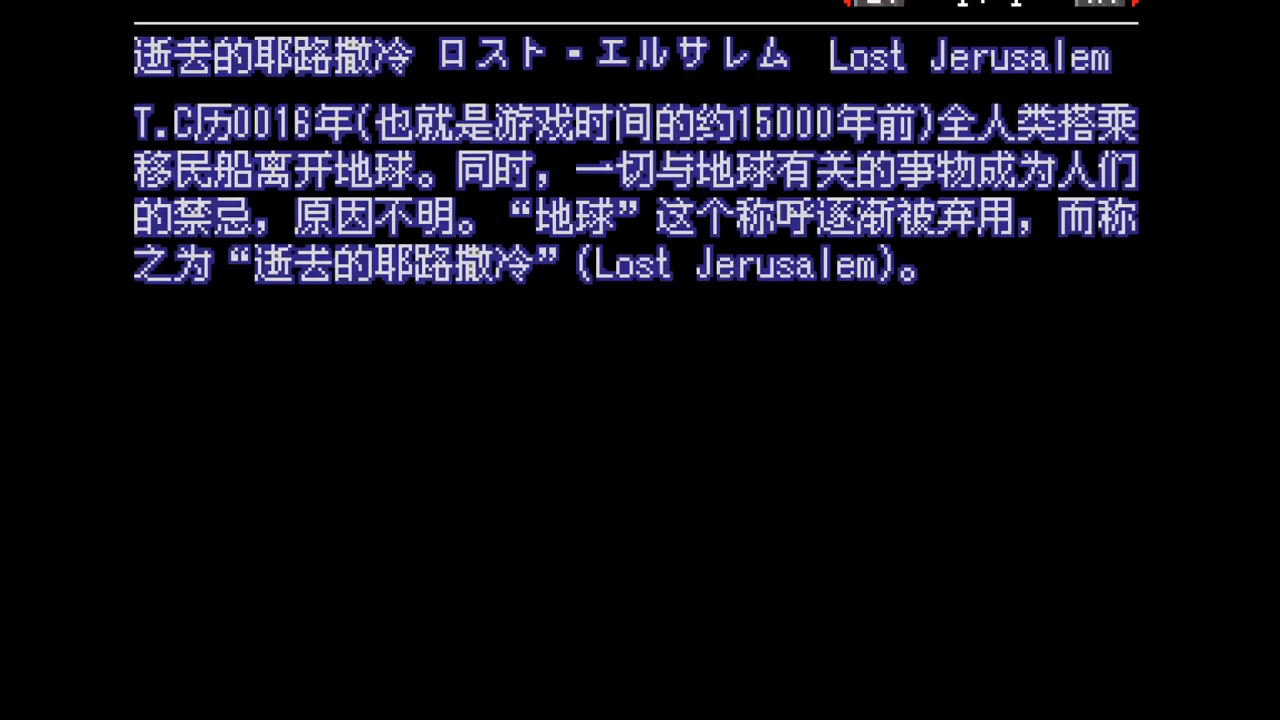 逝去的耶路撒冷 ロスト・エルサレム Lost Jerusalem
T.C历0016年(也就是游戏时间的约15000年前)全人类搭乘
移民船离开地球。同时，一切与地球有关的事物成为人们
的禁忌，原因不明。“地球”这个称呼逐渐被弃用，而称
之为“逝去的耶路撒冷”(Lost Jerusalem)。